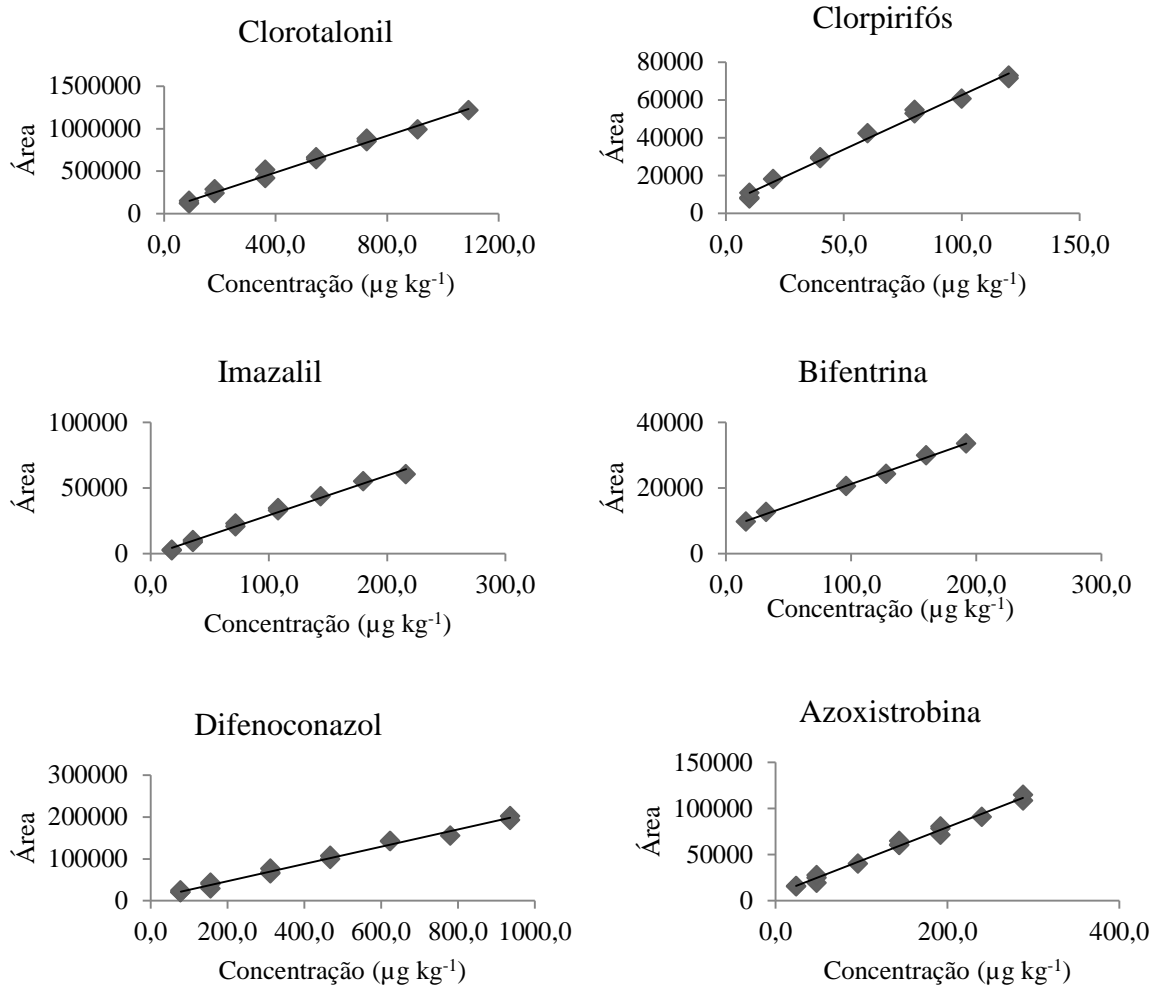 Clorotalonil
Área
1500000
1000000
500000
0
0,0 400,0 800,0 1200,0
Concentração (µg kg-1)
Clorpirifós
Área
80000
60000
40000
20000
0
0,0 50,0 100,0 150,0
Concentração (µg kg-1)
Imazalil
Área
100000
50000
0
0,0 100,0 200,0 300,0
Concentração (µg kg-1)
Bifentrina
Área
40000
20000
0
0,0 100,0 200,0 300,0
Concentração (µg kg-1)
Difenoconazol
Área
300000
200000
100000
0
0,0 200,0 400,0 600,0 800,0 1000,0
Concentração (µg kg-1)
Azoxistrobina
Área
150000
100000
50000
0
0,0 200,0 400,0
Concentração (µg kg-1)